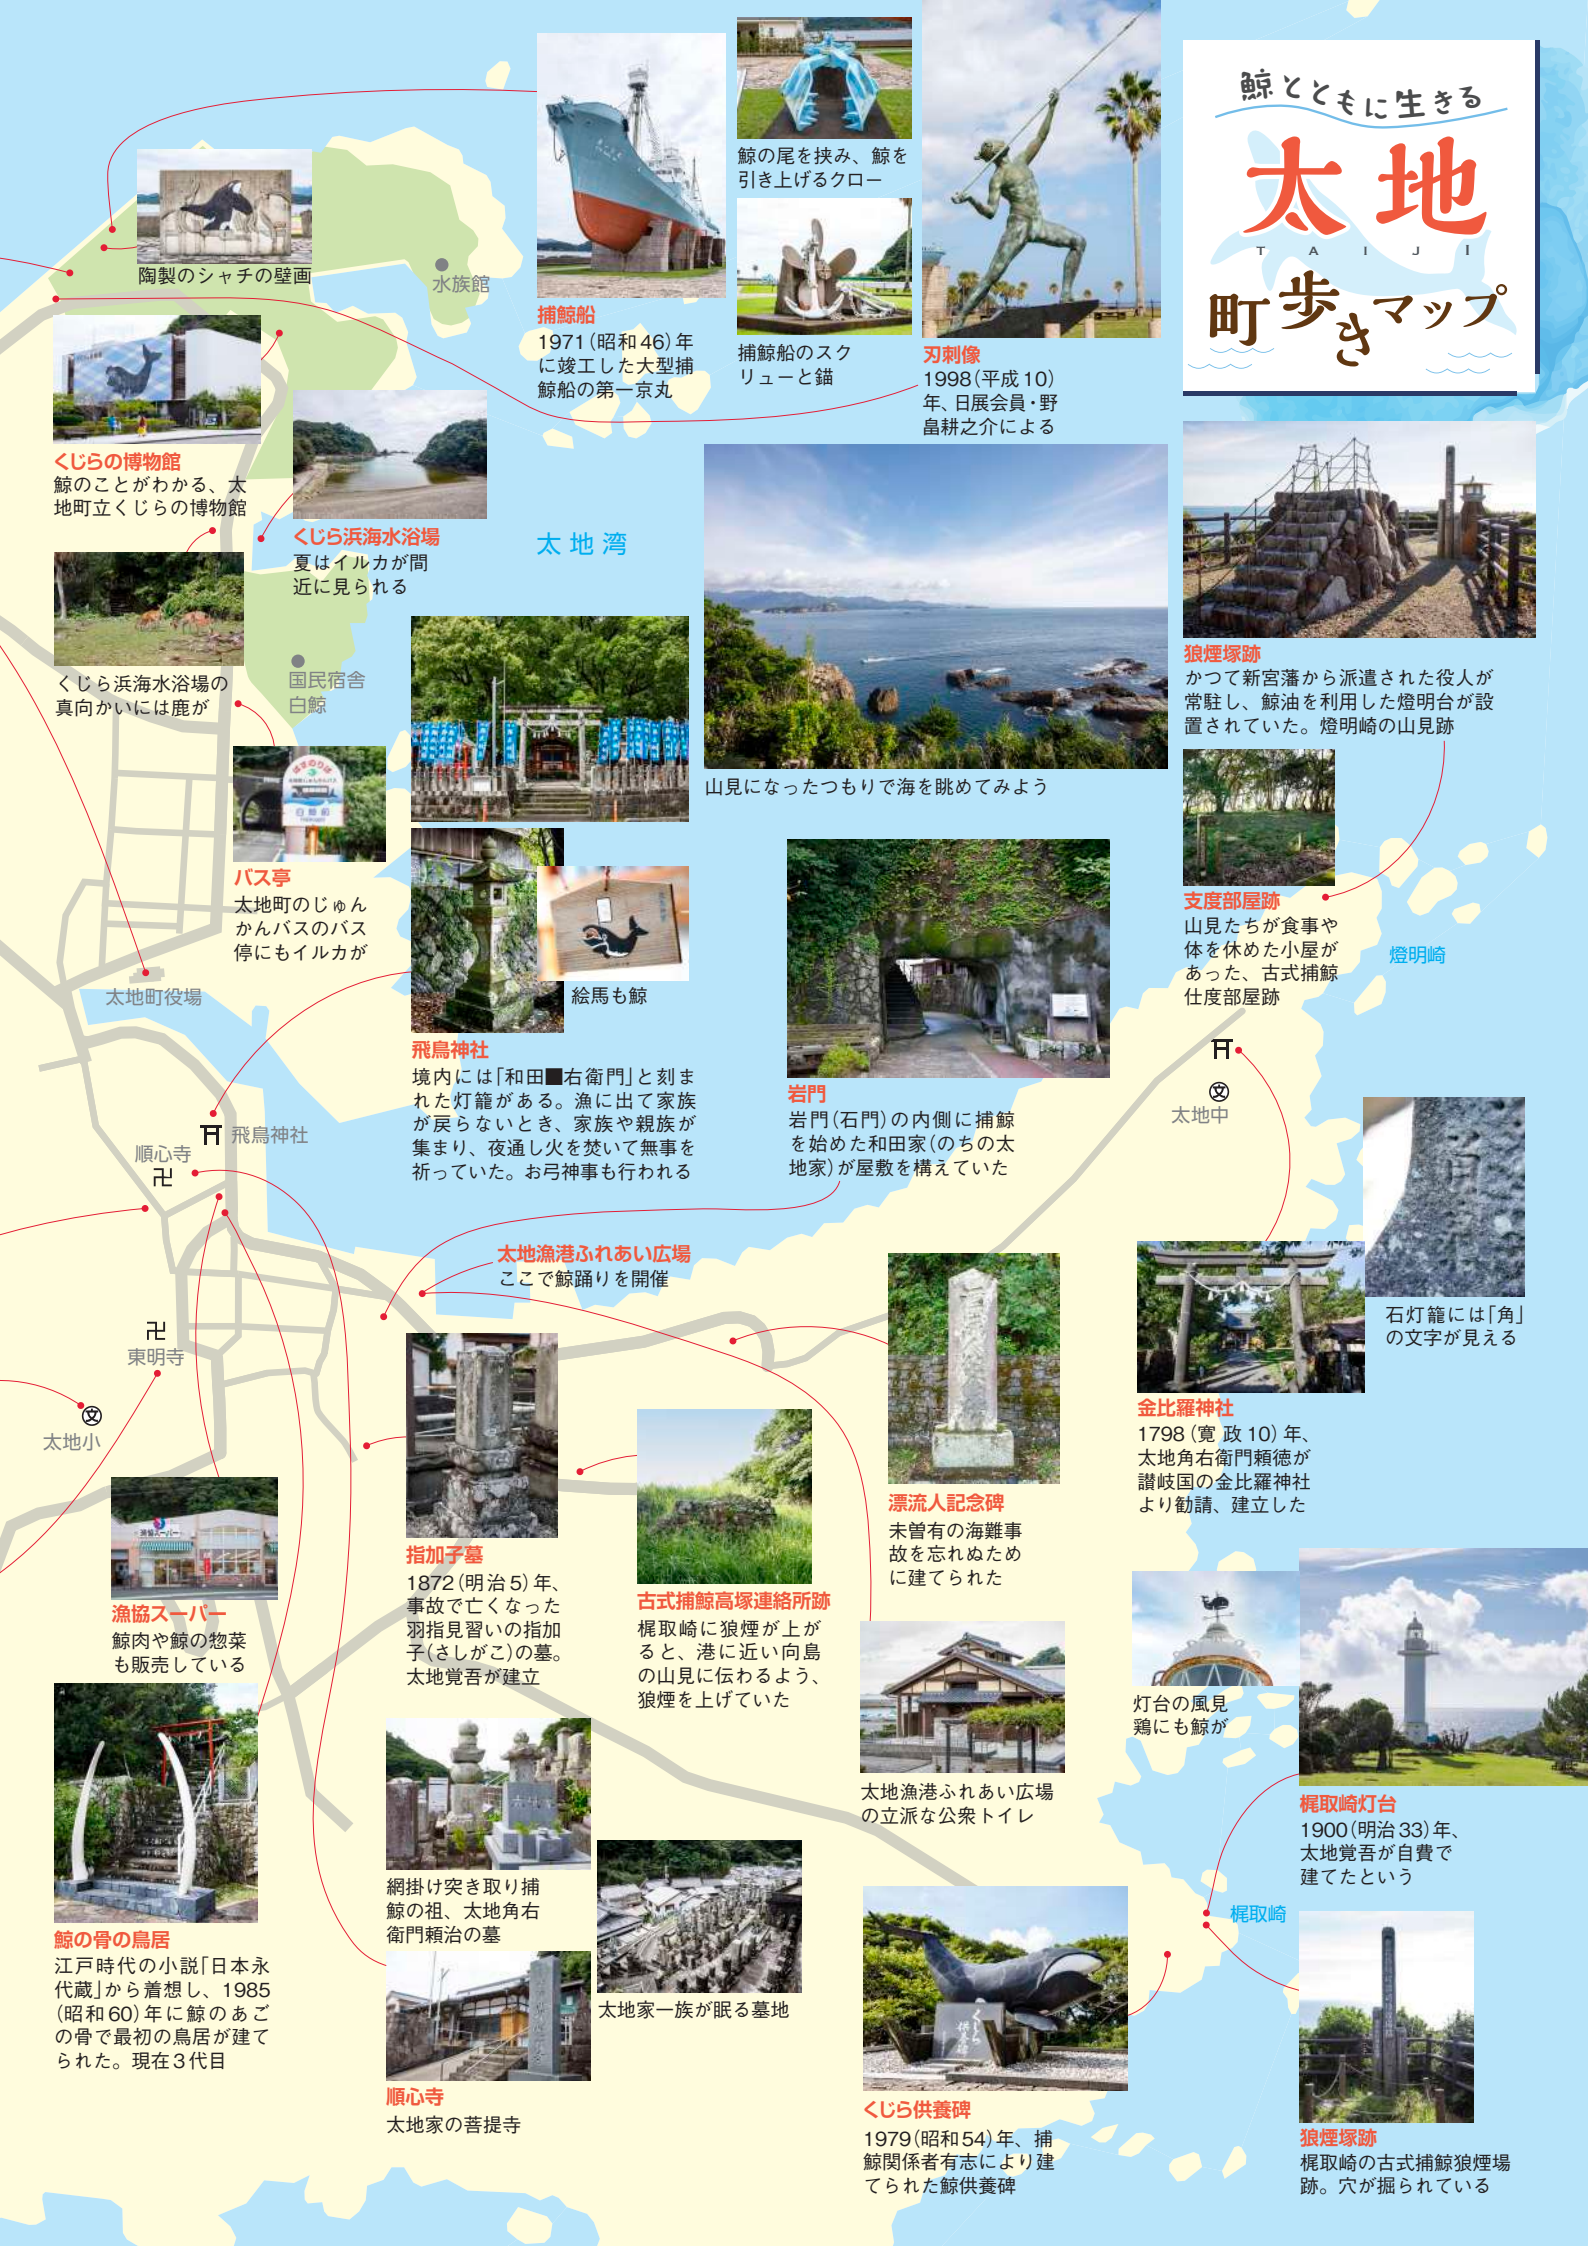 鯨とともに生きる
太地
TAIJI
町歩きマップ
陶製のシャチの壁画
水族館
捕鯨船
1971（昭和46）年
に竣工した大型捕
鯨船の第一京丸
鯨の尾を挟み、鯨を
引き上げるクロー
捕鯨船のスク
リューと錨
刃刺像
1998（平成10）
年、日展会員・野
畠耕之介による
くじらの博物館
鯨のことがわかる、太
地町立くじらの博物館
くじら浜海水浴場
夏はイルカが間
近に見られる
太地湾
くじら浜海水浴場の
真向かいには鹿が
国民宿舎
白鯨
バス亭
太地町のじゅん
かんバスのバス
停にもイルカが
太地町役場
山見になったつもりで海を眺めてみよう
狼煙塚跡
かつて新宮藩から派遣された役人が
常駐し、鯨油を利用した燈明台が設
置されていた。燈明崎の山見跡
支度部屋跡
山見たちが食事や
体を休めた小屋が
あった、古式捕鯨
仕度部屋跡
燈明崎
絵馬も鯨
飛鳥神社
境内には「和田■右衛門」と刻ま
れた灯籠がある。漁に出て家族
が戻らないとき、家族や親族が
集まり、夜通し火を焚いて無事を
祈っていた。お弓神事も行われる
岩門
岩門（石門）の内側に捕鯨
を始めた和田家（のちの太
地家）が屋敷を構えていた
文
太地中
飛鳥神社
順心寺
卍
太地漁港ふれあい広場
ここで鯨踊りを開催
石灯籠には「角」
の文字が見える
金比羅神社
1798（寛政10）年、
太地角右衛門頼徳が
讃岐国の金比羅神社
より勧請、建立した
卍
東明寺
文
太地小
漁協スーパー
漁協スーパー
鯨肉や鯨の惣菜
も販売している
指加子墓
1872（明治5）年、
事故で亡くなった
羽指見習いの指加
子（さしがこ）の墓。
太地覚吾が建立
古式捕鯨高塚連絡所跡
梶取崎に狼煙が上が
ると、港に近い向島
の山見に伝わるよう、
狼煙を上げていた
漂流人記念碑
未曽有の海難事
故を忘れぬため
に建てられた
太地漁港ふれあい広場
の立派な公衆トイレ
灯台の風見
鶏にも鯨が
梶取崎灯台
1900（明治33）年、
太地覚吾が自費で
建てたという
梶取崎
鯨の骨の鳥居
江戸時代の小説「日本永
代蔵」から着想し、1985
（昭和60）年に鯨のあご
の骨で最初の鳥居が建て
られた。現在3代目
網掛け突き取り捕
鯨の祖、太地角右
衛門頼治の墓
太地家一族が眠る墓地
順心寺
太地家の菩提寺
くじら
供養碑
くじら供養碑
1979（昭和54）年、捕
鯨関係者有志により建
てられた鯨供養碑
狼煙塚跡
梶取崎の古式捕鯨狼煙場
跡。穴が掘られている